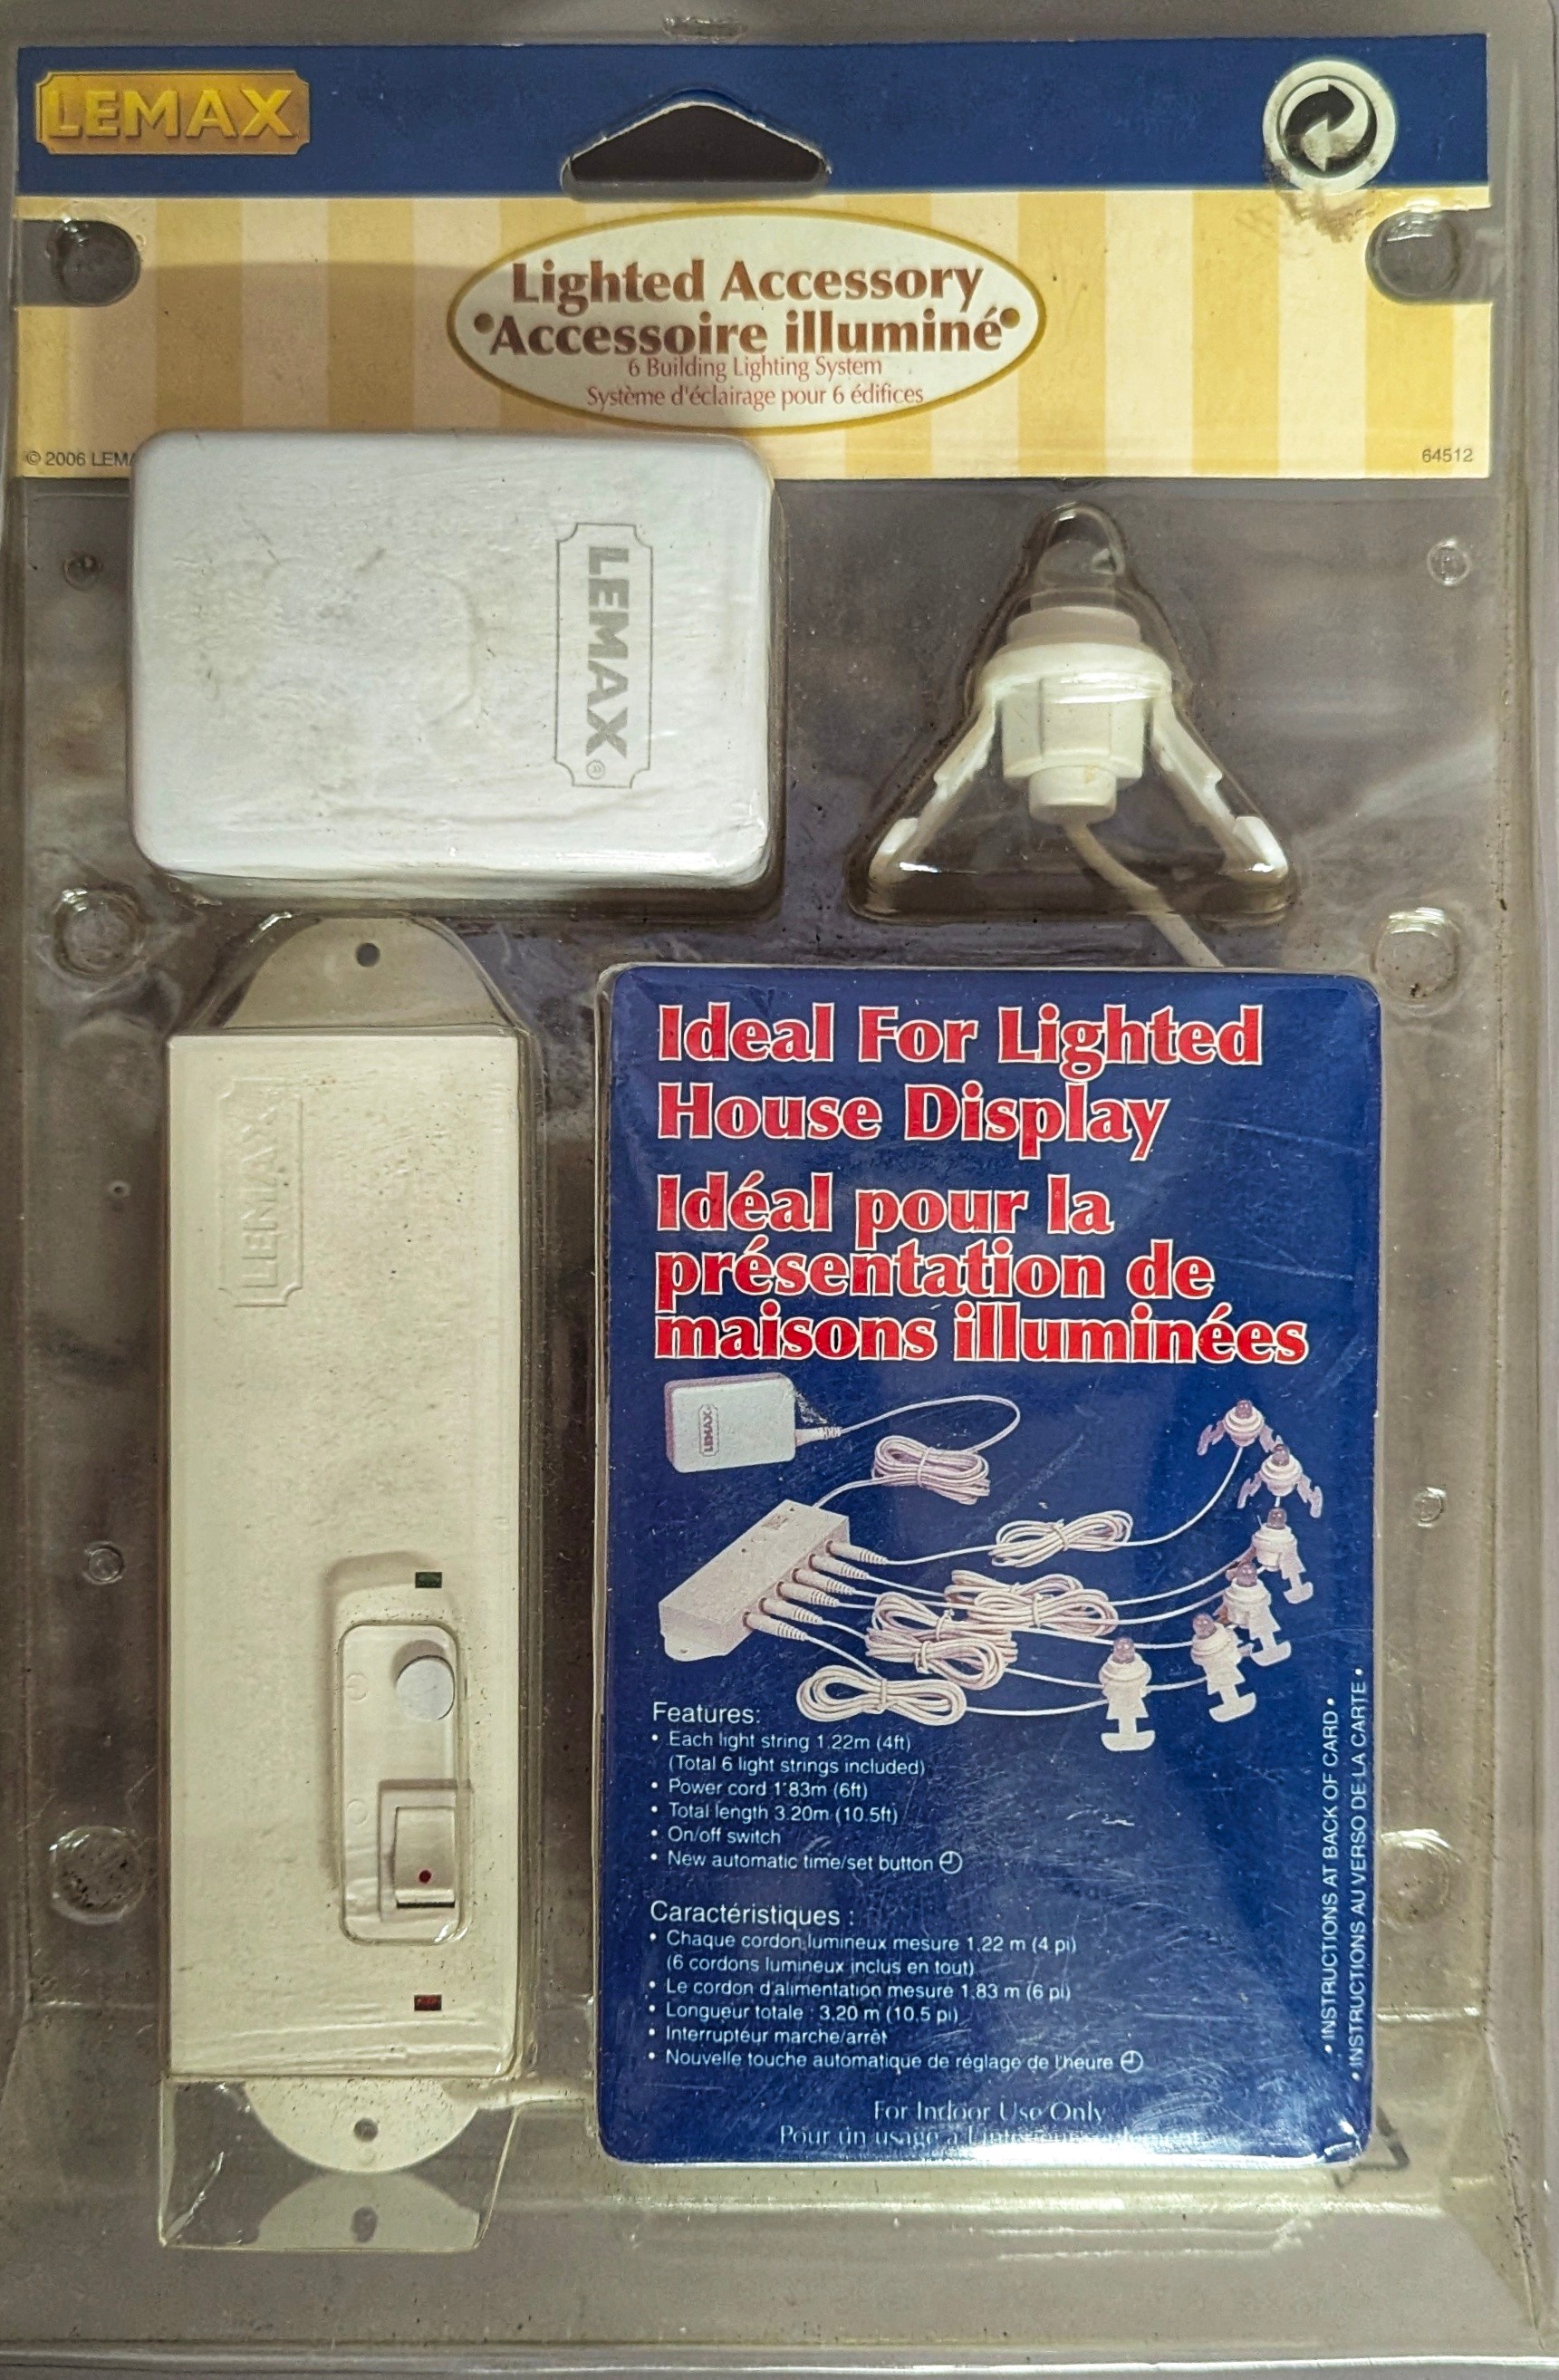 LEMAX
Lighted Accessory
•Accessoire illuminé•
6 Building Lighting System
Système d'éclairage pour 6 édifices
© 2006 LEMA
64512
LEMAX®
LEMAX
Ideal For Lighted
House Display
Idéal pour la
présentation de
maisons illuminées
LEMAX
Features:
• Each light string 1.22m (4ft)
(Total 6 light strings included)
• Power cord 1.83m (6ft)
• Total length 3.20m (10.5ft)
• On/off switch
• New automatic time/set button
Caractéristiques :
• Chaque cordon lumineux mesure 1,22 m (4 pi)
(6 cordons lumineux inclus en tout)
• Le cordon d'alimentation mesure 1,83 m (6 pi)
• Longueur totale : 3,20 m (10,5 pi)
• Interrupteur marche/arrêt
• Nouvelle touche automatique de réglage de l'heure
For Indoor Use Only
Pour un usage à l'intérieur seulement
• INSTRUCTIONS AT BACK OF CARD •
• INSTRUCTIONS AU VERSO DE LA CARTE •